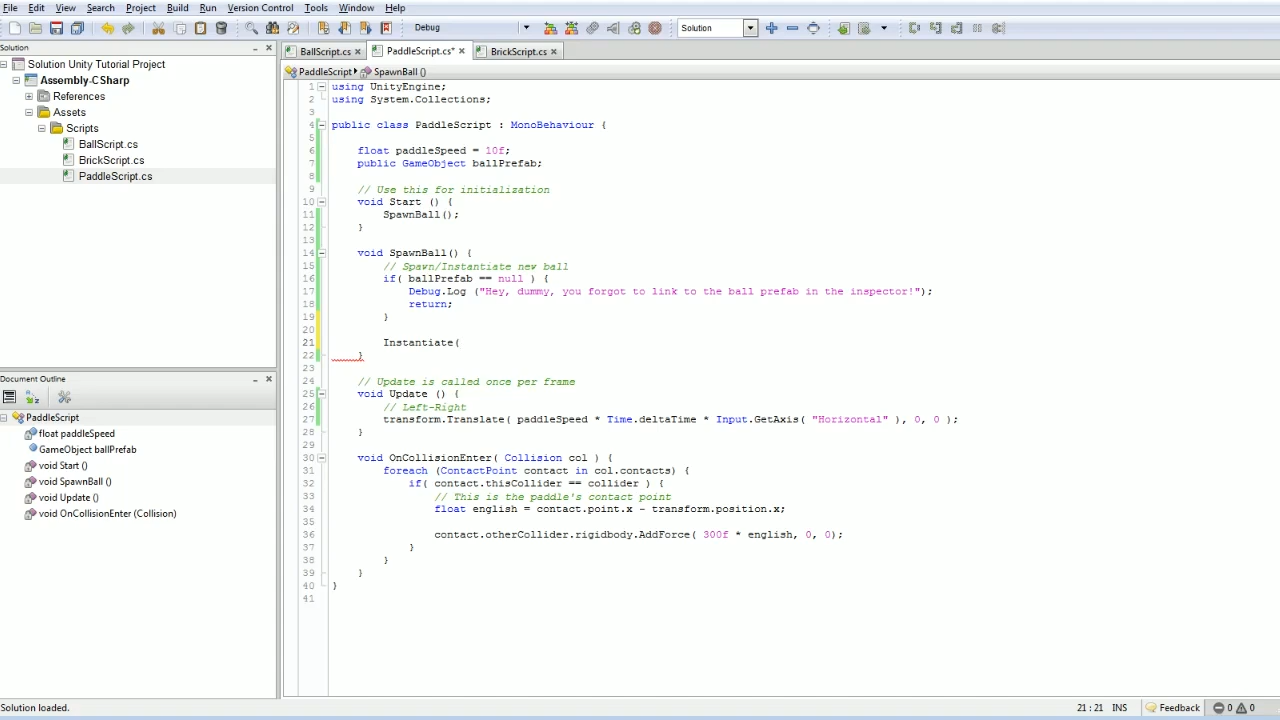 File Edit View Search Project Build Run Version Control Tools Window Help
Debug Solution
Solution
Solution Unity Tutorial Project
Assembly-CSharp
References
Assets
Scripts
BallScript.cs
BrickScript.cs
PaddleScript.cs
Document Outline
PaddleScript
float paddleSpeed
GameObject ballPrefab
void Start ()
void SpawnBall ()
void Update ()
void OnCollisionEnter (Collision)
BallScript.cs PaddleScript.cs* BrickScript.cs
PaddleScript SpawnBall ()
1 using UnityEngine;
2 using System.Collections;
3
4 public class PaddleScript : MonoBehaviour {
5
6 float paddleSpeed = 10f;
7 public GameObject ballPrefab;
8
9 // Use this for initialization
10 void Start () {
11 SpawnBall();
12 }
13
14 void SpawnBall() {
15 // Spawn/Instantiate new ball
16 if( ballPrefab == null ) {
17 Debug.Log ("Hey, dummy, you forgot to link to the ball prefab in the inspector!");
18 return;
19 }
20
21 Instantiate(
22 }
23
24 // Update is called once per frame
25 void Update () {
26 // Left-Right
27 transform.Translate( paddleSpeed * Time.deltaTime * Input.GetAxis( "Horizontal" ), 0, 0 );
28 }
29
30 void OnCollisionEnter( Collision col ) {
31 foreach (ContactPoint contact in col.contacts) {
32 if( contact.thisCollider == collider ) {
33 // This is the paddle's contact point
34 float english = contact.point.x - transform.position.x;
35
36 contact.otherCollider.rigidbody.AddForce( 300f * english, 0, 0);
37 }
38 }
39 }
40 }
41
Solution loaded. 21 : 21 INS Feedback 0 0